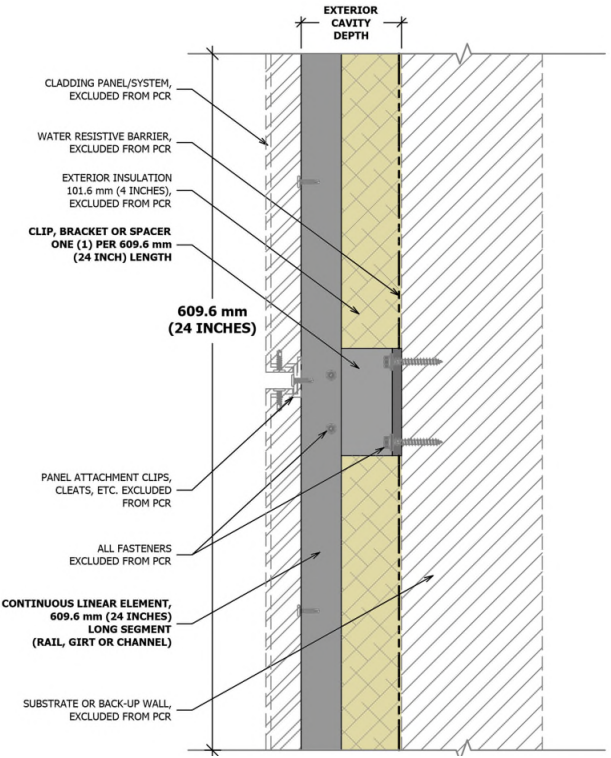 EXTERIOR
CAVITY
DEPTH
CLADDING PANEL/SYSTEM,
EXCLUDED FROM PCR
WATER RESISTIVE BARRIER,
EXCLUDED FROM PCR
EXTERIOR INSULATION
101.6 mm (4 INCHES),
EXCLUDED FROM PCR
CLIP, BRACKET OR SPACER
ONE (1) PER 609.6 mm
(24 INCH) LENGTH
609.6 mm
(24 INCHES)
PANEL ATTACHMENT CLIPS,
CLEATS, ETC. EXCLUDED
FROM PCR
ALL FASTENERS
EXCLUDED FROM PCR
CONTINUOUS LINEAR ELEMENT,
609.6 mm (24 INCHES)
LONG SEGMENT
(RAIL, GIRT OR CHANNEL)
SUBSTRATE OR BACK-UP WALL,
EXCLUDED FROM PCR